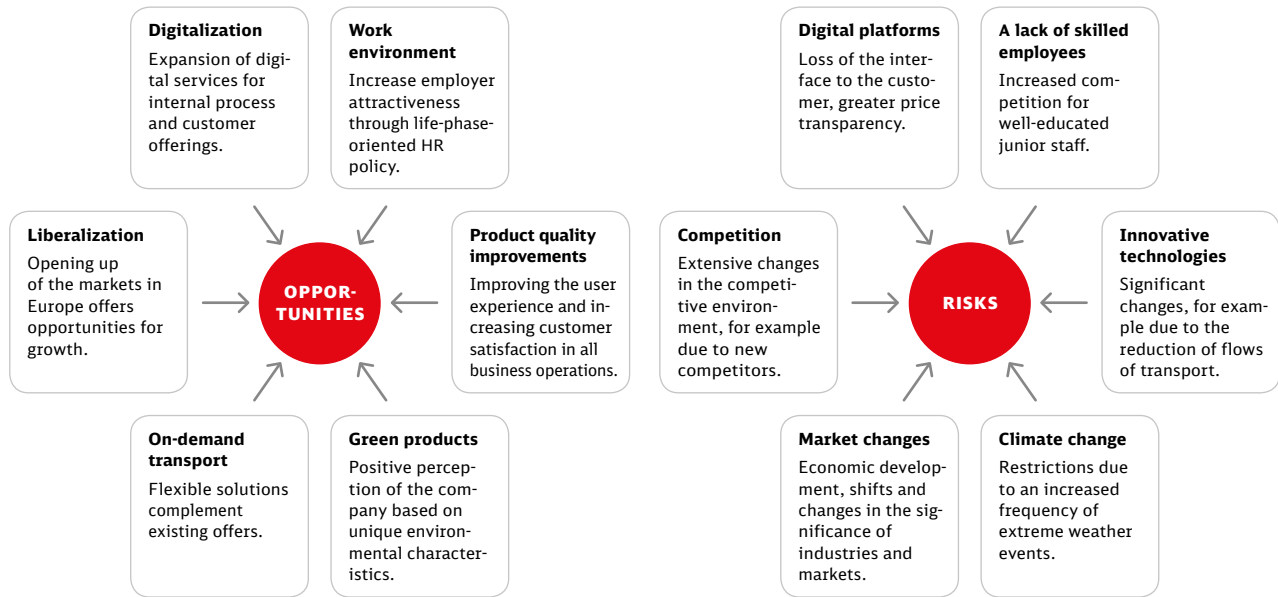 Digitalization
Expansion of digi-
tal services for
internal process
and customer
offerings.
Work
environment
Increase employer
attractiveness
through life-phase-
oriented HR
policy.
Liberalization
Opening up
of the markets in
Europe offers
opportunities for
growth.
OPPOR-
TUNITIES
Product quality
improvements
Improving the user
experience and in-
creasing customer
satisfaction in all
business operations.
On-demand
transport
Flexible solutions
complement
existing offers.
Green products
Positive percep-
tion of the com-
pany based on
unique environ-
mental character-
istics.
Digital platforms
Loss of the inter-
face to the custo-
mer, greater price
transparency.
A lack of skilled
employees
Increased com-
petition for
well-educated
junior staff.
Competition
Extensive changes
in the competi-
tive environ-
ment, for example
due to new
competitors.
RISKS
Innovative
technologies
Significant
changes, for exam-
ple due to the
reduction of flows
of transport.
Market changes
Economic develop-
ment, shifts and
changes in the sig-
nificance of
industries and
markets.
Climate change
Restrictions due
to an increased
frequency of
extreme weather
events.